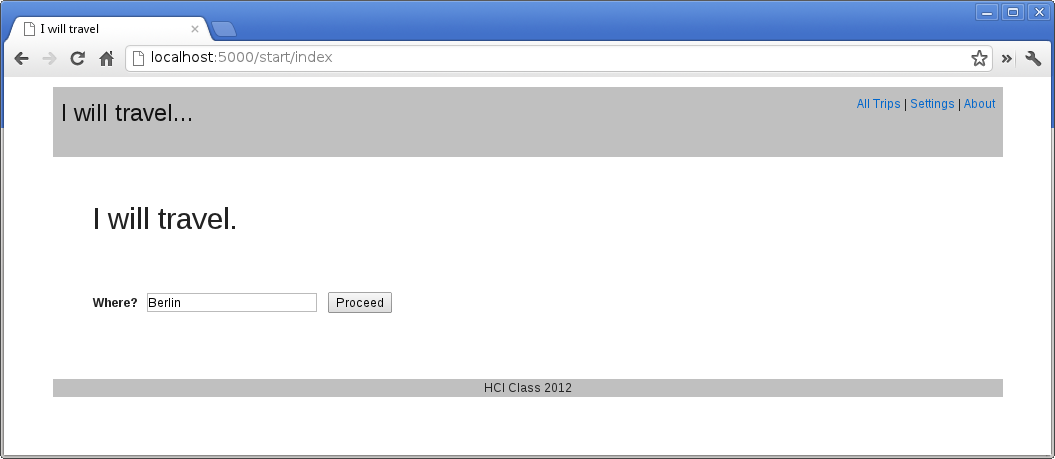 I will travel
localhost:5000/start/index
I will travel...
All Trips | Settings | About
I will travel.
Where? Berlin Proceed
HCI Class 2012